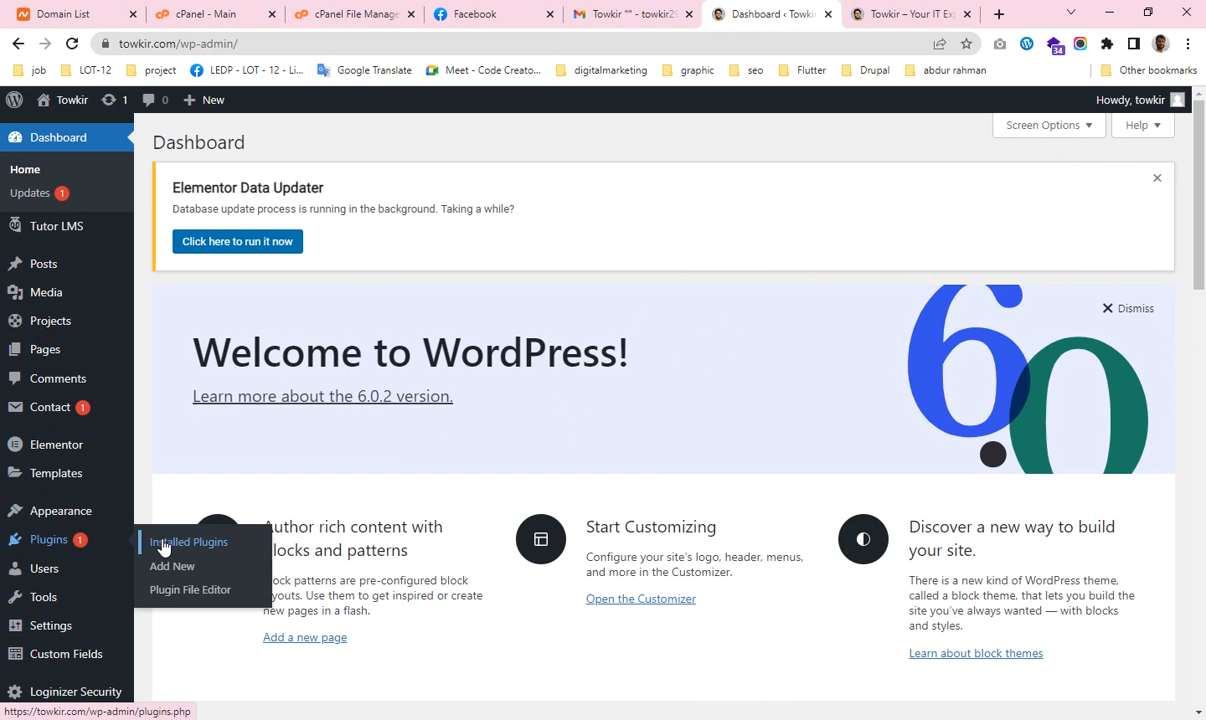 Domain List
cPanel - Main
cPanel File Manage
Facebook
Towkir "" - towkir29
Dashboard ‹ Towki
Towkir – Your IT Exp
towkir.com/wp-admin/
34
job
LOT-12
project
LEDP - LOT - 12 - Li...
Google Translate
Meet - Code Creato...
digitalmarketing
graphic
seo
Flutter
Drupal
abdur rahman
Other bookmarks
Towkir
1
0
New
Howdy, towkir
Dashboard
Home
Updates 1
Tutor LMS
Posts
Media
Projects
Pages
Comments
Contact 1
Elementor
Templates
Appearance
Plugins 1
Users
Tools
Settings
Custom Fields
Loginizer Security
Installed Plugins
Add New
Plugin File Editor
Screen Options
Help
Dashboard
Elementor Data Updater
Database update process is running in the background. Taking a while?
Click here to run it now
Dismiss
Welcome to WordPress!
Learn more about the 6.0.2 version.
60
Author rich content with
blocks and patterns
ock patterns are pre-configured block
youts. Use them to get inspired or create
new pages in a flash.
Add a new page
Start Customizing
Configure your site's logo, header, menus,
and more in the Customizer.
Open the Customizer
Discover a new way to build
your site.
There is a new kind of WordPress theme,
called a block theme, that lets you build the
site you've always wanted — with blocks
and styles.
Learn about block themes
https://towkir.com/wp-admin/plugins.php